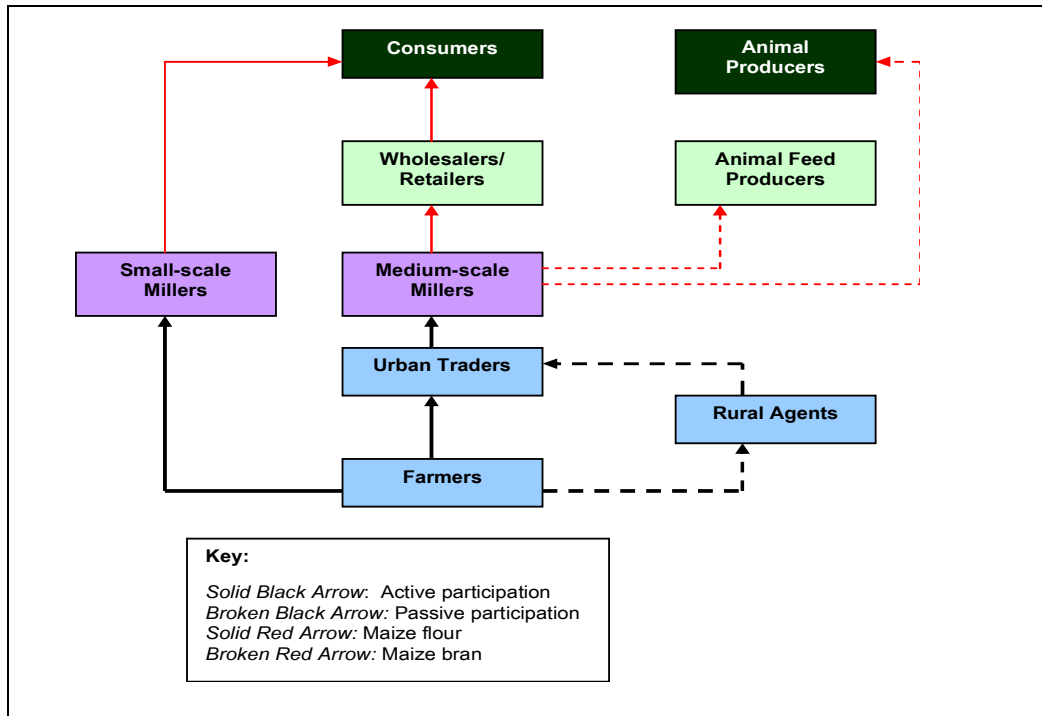 Consumers
Animal
Producers
Wholesalers/
Retailers
Animal Feed
Producers
Small-scale
Millers
Medium-scale
Millers
Urban Traders
Rural Agents
Farmers
Key:
Solid Black Arrow:  Active participation
Broken Black Arrow: Passive participation
Solid Red Arrow: Maize flour
Broken Red Arrow: Maize bran